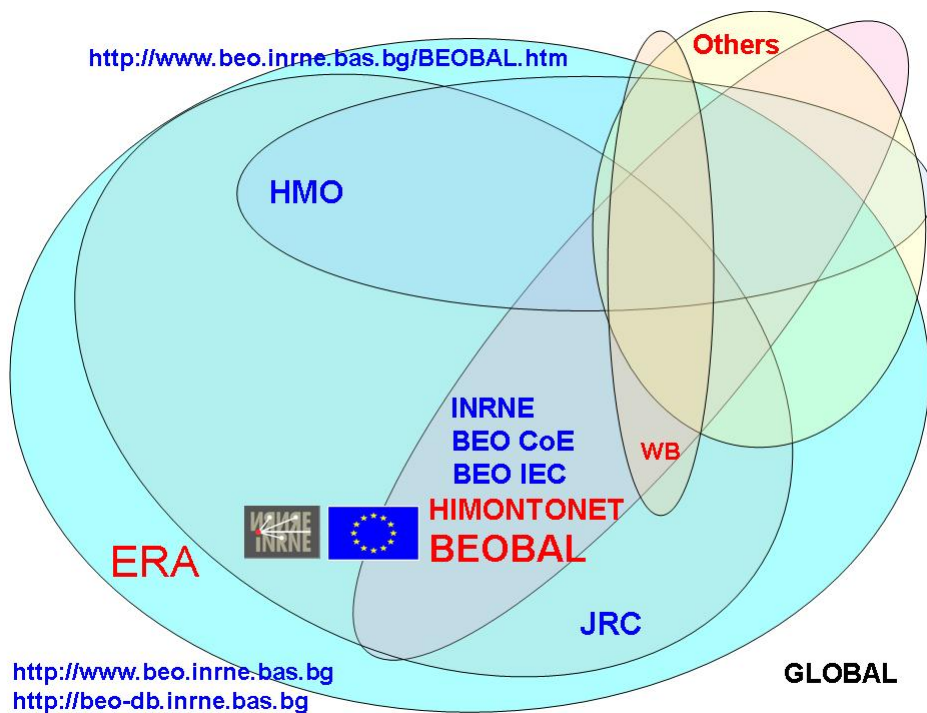 Others
http://www.beo.inrne.bas.bg/BEOBAL.htm
HMO
INRNE
BEO CoE
WB
BEO IEC
HIMONTONET
BEOBAL
INRNE
ERA
JRC
http://www.beo.inrne.bas.bg
GLOBAL
http://beo-db.inrne.bas.bg